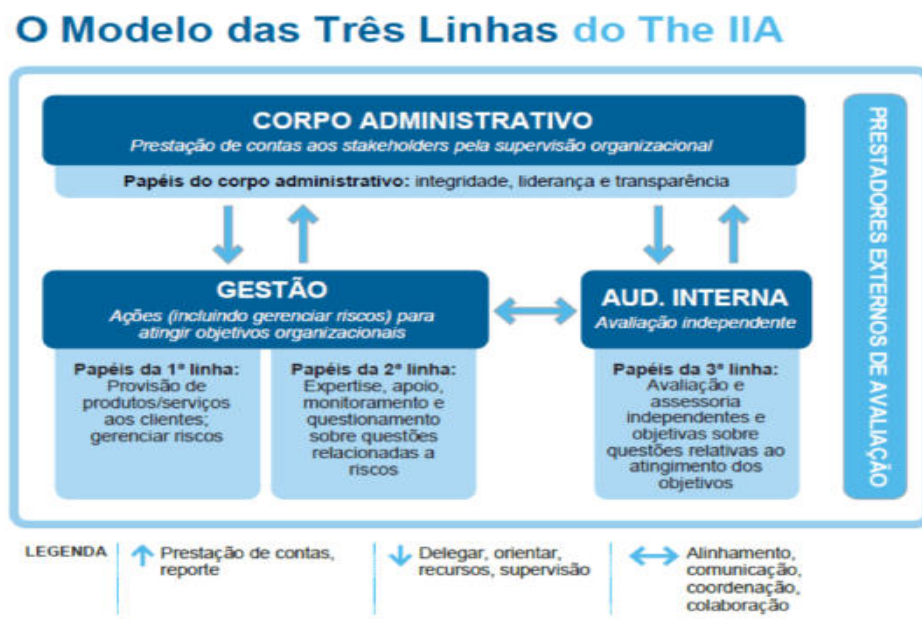 O Modelo das Três Linhas do The IIA
CORPO ADMINISTRATIVO
Prestação de contas aos stakeholders pela supervisão organizacional
Papéis do corpo administrativo: integridade, liderança e transparência
GESTÃO
Ações (incluindo gerenciar riscos) para
atingir objetivos organizacionais
Papéis da 1ª linha:
Provisão de
produtos/serviços
aos clientes;
gerenciar riscos
Papéis da 2ª linha:
Expertise, apoio,
monitoramento e
questionamento
sobre questões
relacionadas a
riscos
AUD. INTERNA
Avaliação independente
Papéis da 3ª linha:
Avaliação e
assessoria
independentes e
objetivas sobre
questões relativas ao
atingimento dos
objetivos
PRESTADORES EXTERNOS DE AVALIAÇÃO
LEGENDA
Prestação de contas,
reporte
Delegar, orientar,
recursos, supervisão
Alinhamento,
comunicação,
coordenação,
colaboração